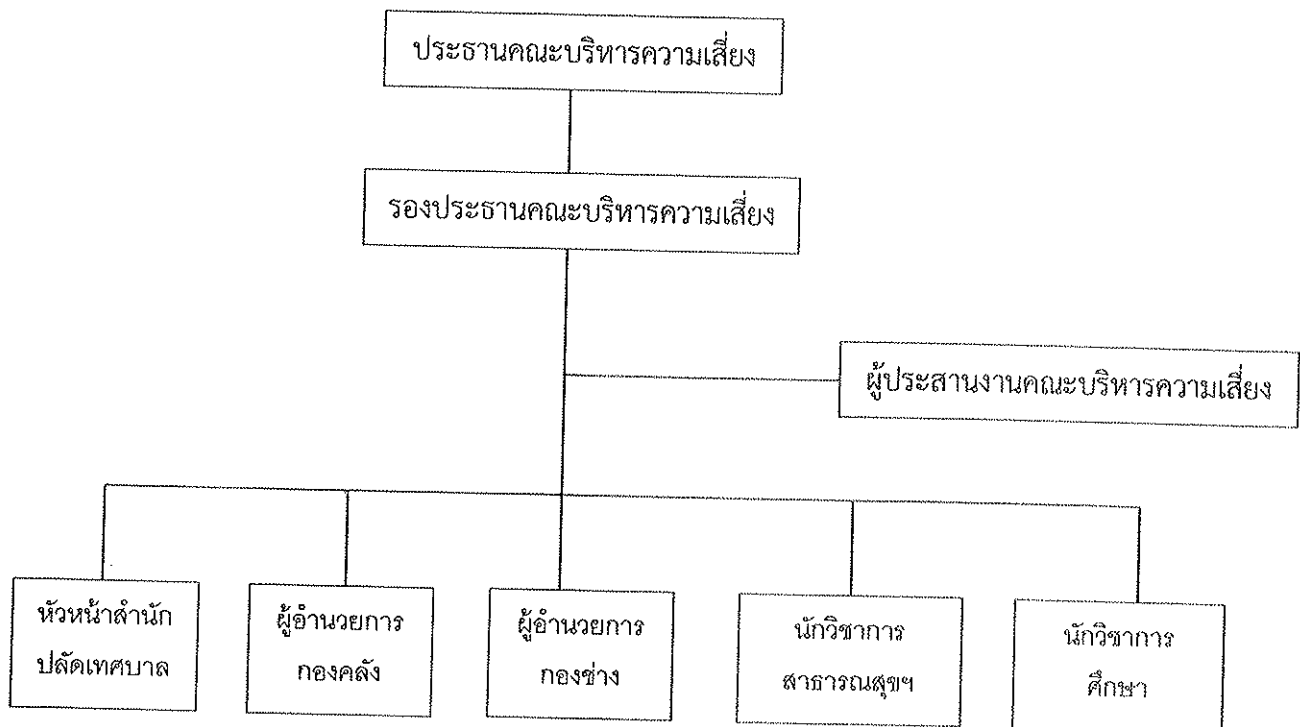 ประธานคณะบริหารความเสี่ยง
รองประธานคณะบริหารความเสี่ยง
ผู้ประสานงานคณะบริหารความเสี่ยง
หัวหน้าสำนัก
ปลัดเทศบาล
ผู้อำนวยการ
กองคลัง
ผู้อำนวยการ
กองช่าง
นักวิชาการ
สาธารณสุขฯ
นักวิชาการ
ศึกษา